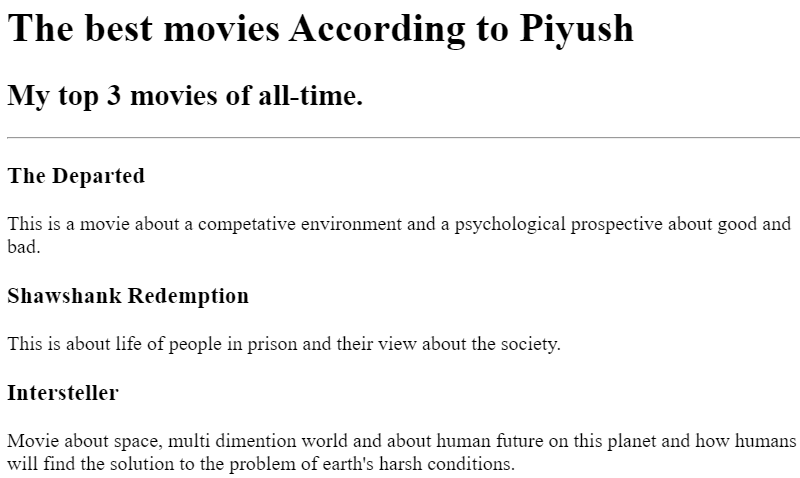 The best movies According to Piyush
My top 3 movies of all-time.
The Departed
This is a movie about a competative environment and a psychological prospective about good and
bad.
Shawshank Redemption
This is about life of people in prison and their view about the society.
Intersteller
Movie about space, multi dimention world and about human future on this planet and how humans
will find the solution to the problem of earth's harsh conditions.